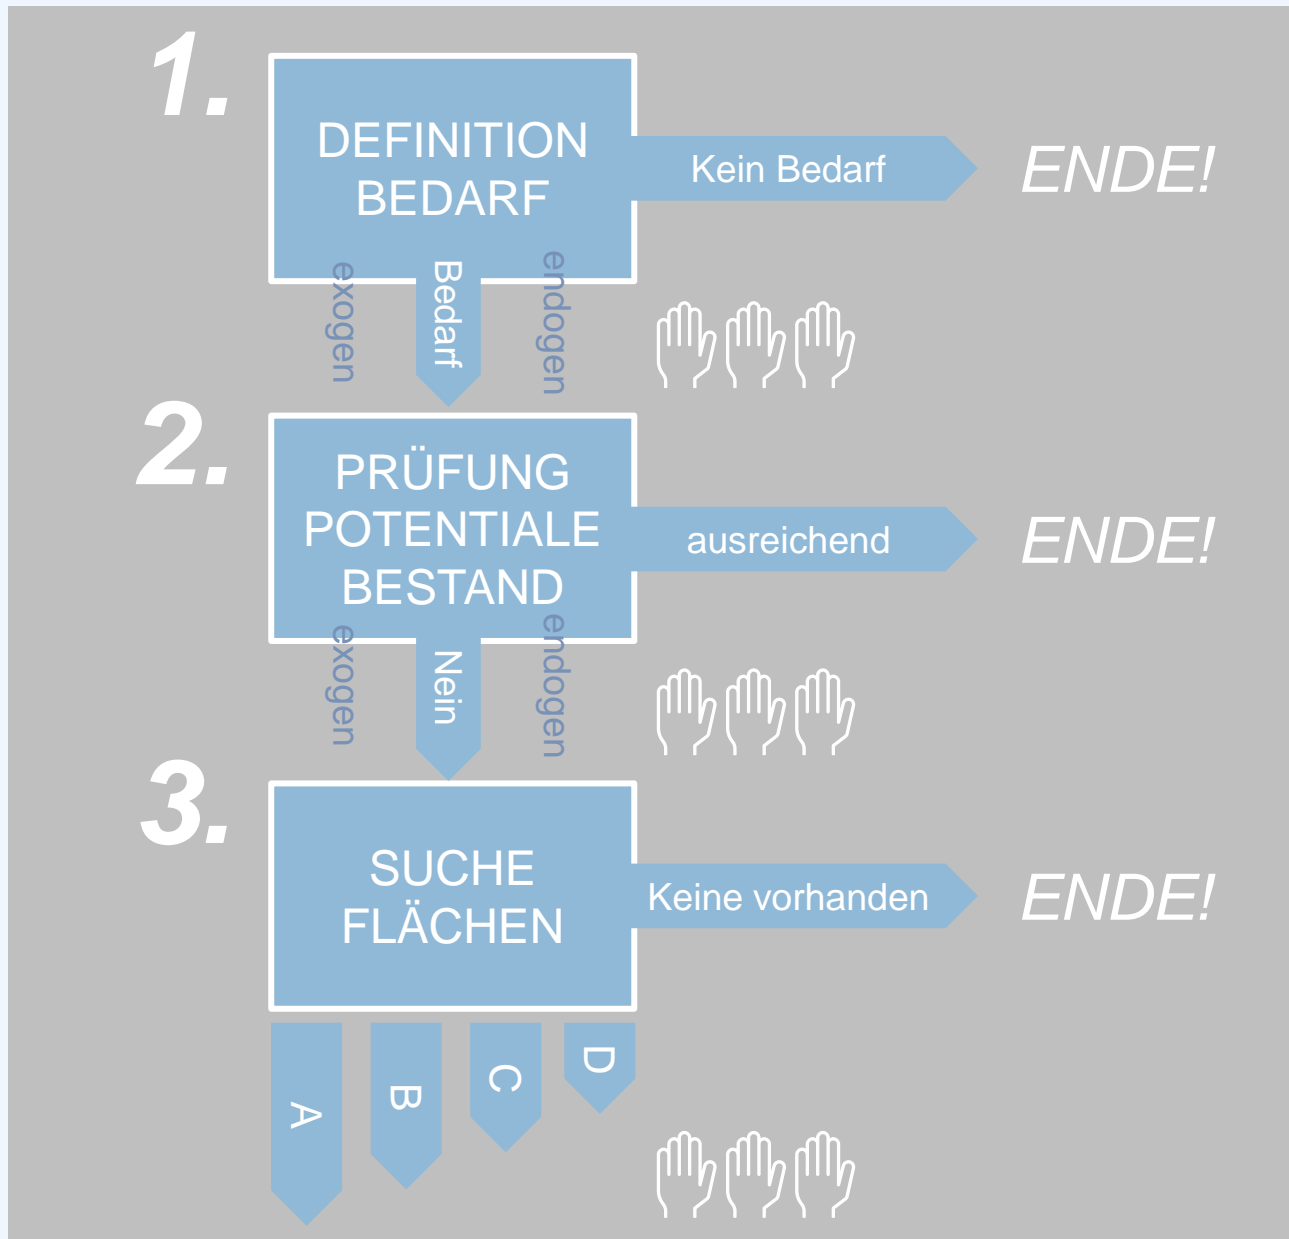 1.
DEFINITION
BEDARF
Kein Bedarf
ENDE!
exogen
Bedarf
endogen
2.
PRÜFUNG
POTENTIALE
BESTAND
ausreichend
ENDE!
exogen
Nein
endogen
3.
SUCHE
FLÄCHEN
Keine vorhanden
ENDE!
A
B
C
D